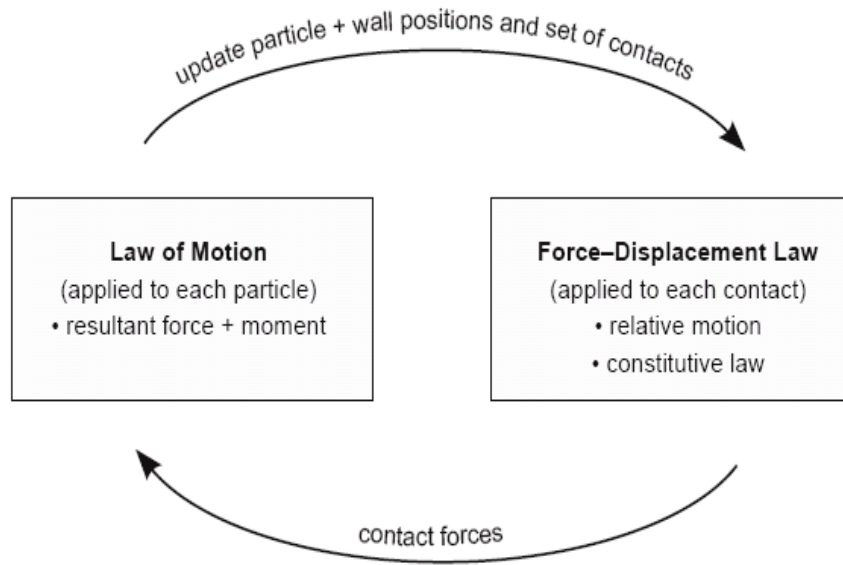 update particle + wall positions and set of contacts
Law of Motion
(applied to each particle)
• resultant force + moment
Force–Displacement Law
(applied to each contact)
• relative motion
• constitutive law
contact forces